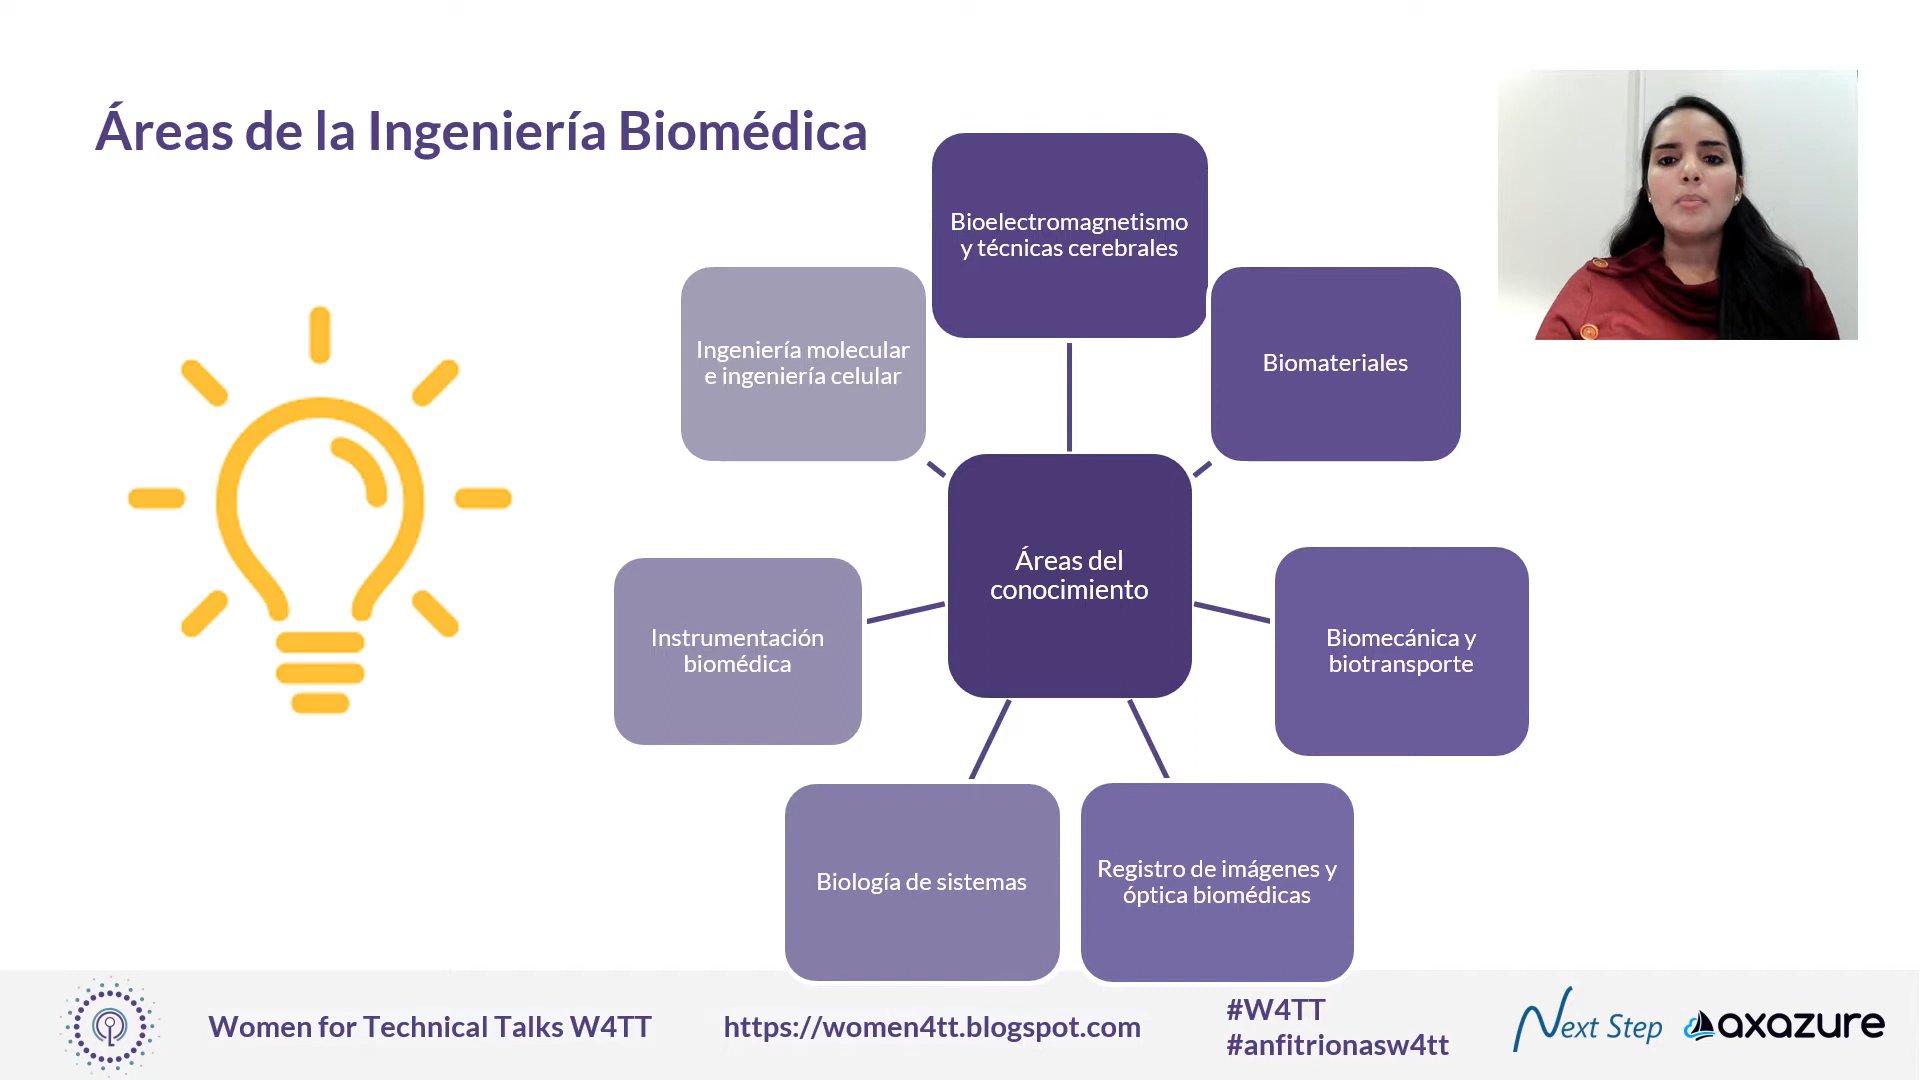 Áreas de la Ingeniería Biomédica
Bioelectromagnetismo
y técnicas cerebrales
Ingeniería molecular
e ingeniería celular
Biomateriales
Áreas del
conocimiento
Instrumentación
biomédica
Biomecánica y
biotransporte
Biología de sistemas
Registro de imágenes y
óptica biomédicas
Women for Technical Talks W4TT
https://women4tt.blogspot.com
#W4TT
#anfitrionasw4tt
Next Step
axazure